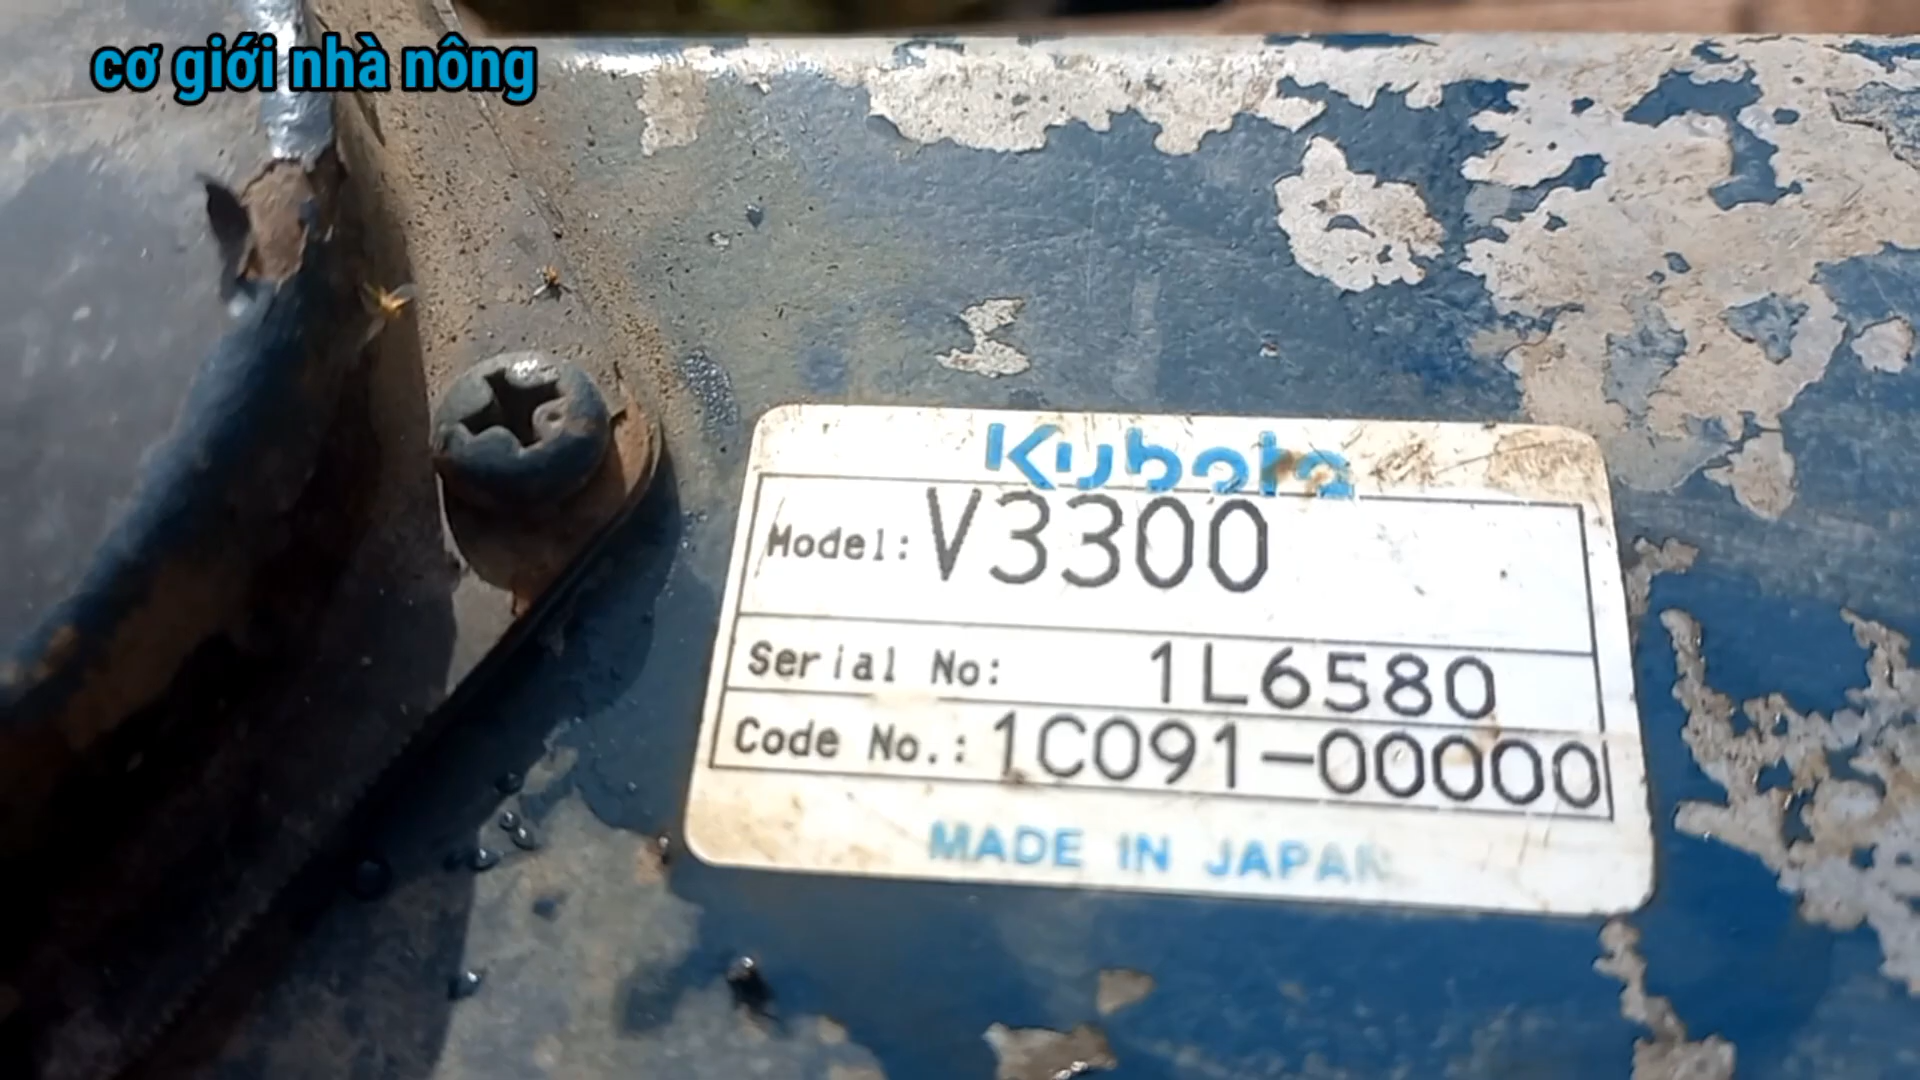 cơ giới nhà nông
Kubota
Model: V3300
Serial No: 1L6580
Code No.: 1C091-00000
MADE IN JAPAN